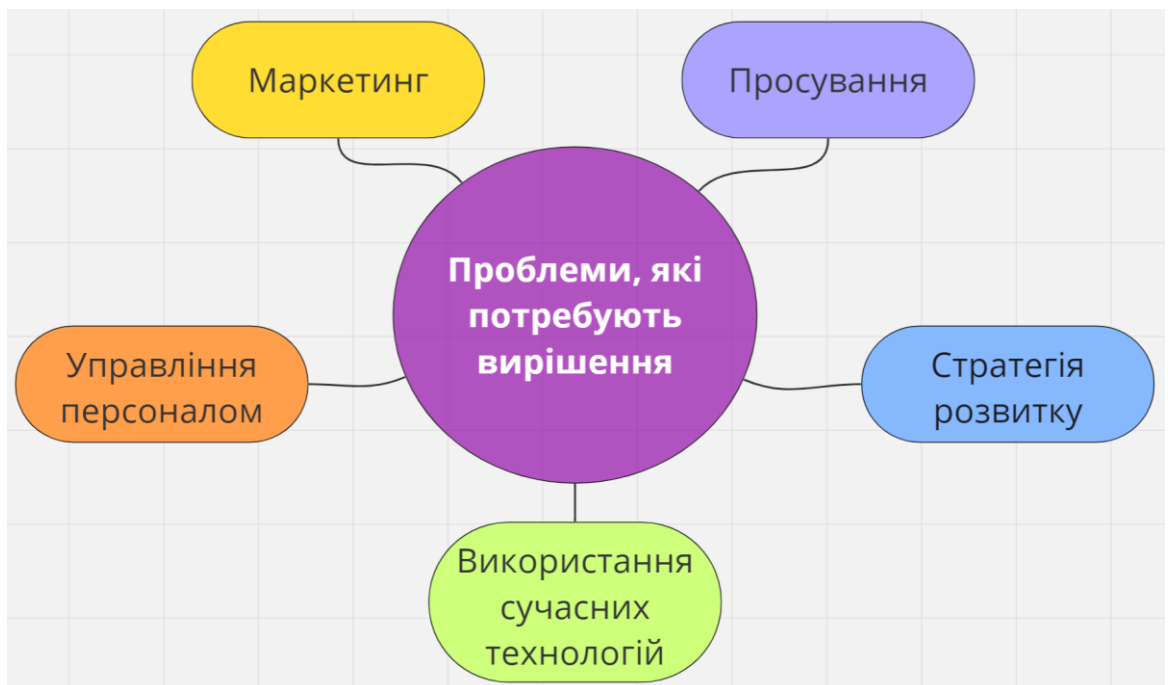 Маркетинг
Просування
Проблеми, які
потребують
вирішення
Управління
персоналом
Стратегія
розвитку
Використання
сучасних
технологій